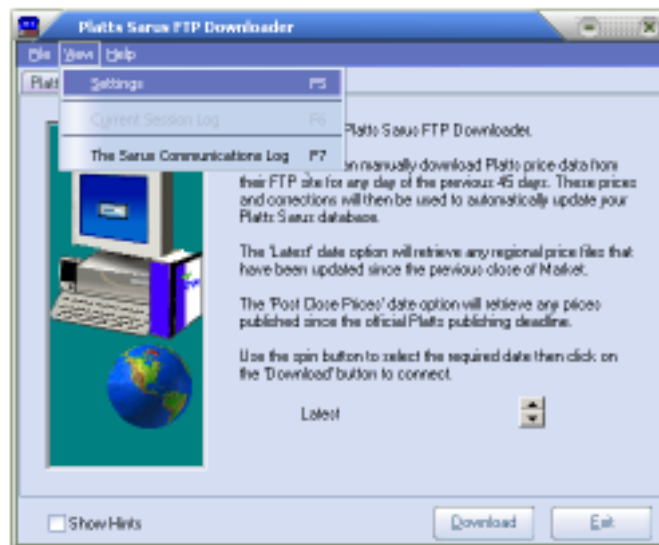 Platts Sarus FTP Downloader
File View Help
Platt
Settings F5
Current Session Log F6
The Sarus Communications Log F7
Platts Sarus FTP Downloader.
n manually download Platts price data from
their FTP site for any day of the previous 45 days. These prices
and corrections will then be used to automatically update your
Platts Sarus database.
The 'Latest' date option will retrieve any regional price files that
have been updated since the previous close of Market.
The 'Post Close Prices' date option will retrieve any prices
published since the official Platts publishing deadline.
Use the spin button to select the required date then click on
the 'Download' button to connect.
Latest
Show Hints
Download Exit